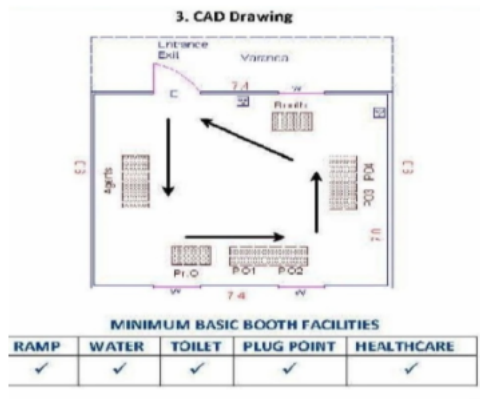 3. CAD Drawing
Entrance
Exit
Varanca
7.4
W
E
Booth
Agents
PO3 PO4
Pr.O
PO1
PO2
W
7.4
W
MINIMUM BASIC BOOTH FACILITIES
RAMP WATER TOILET PLUG POINT HEALTHCARE
✓ ✓ ✓ ✓ ✓